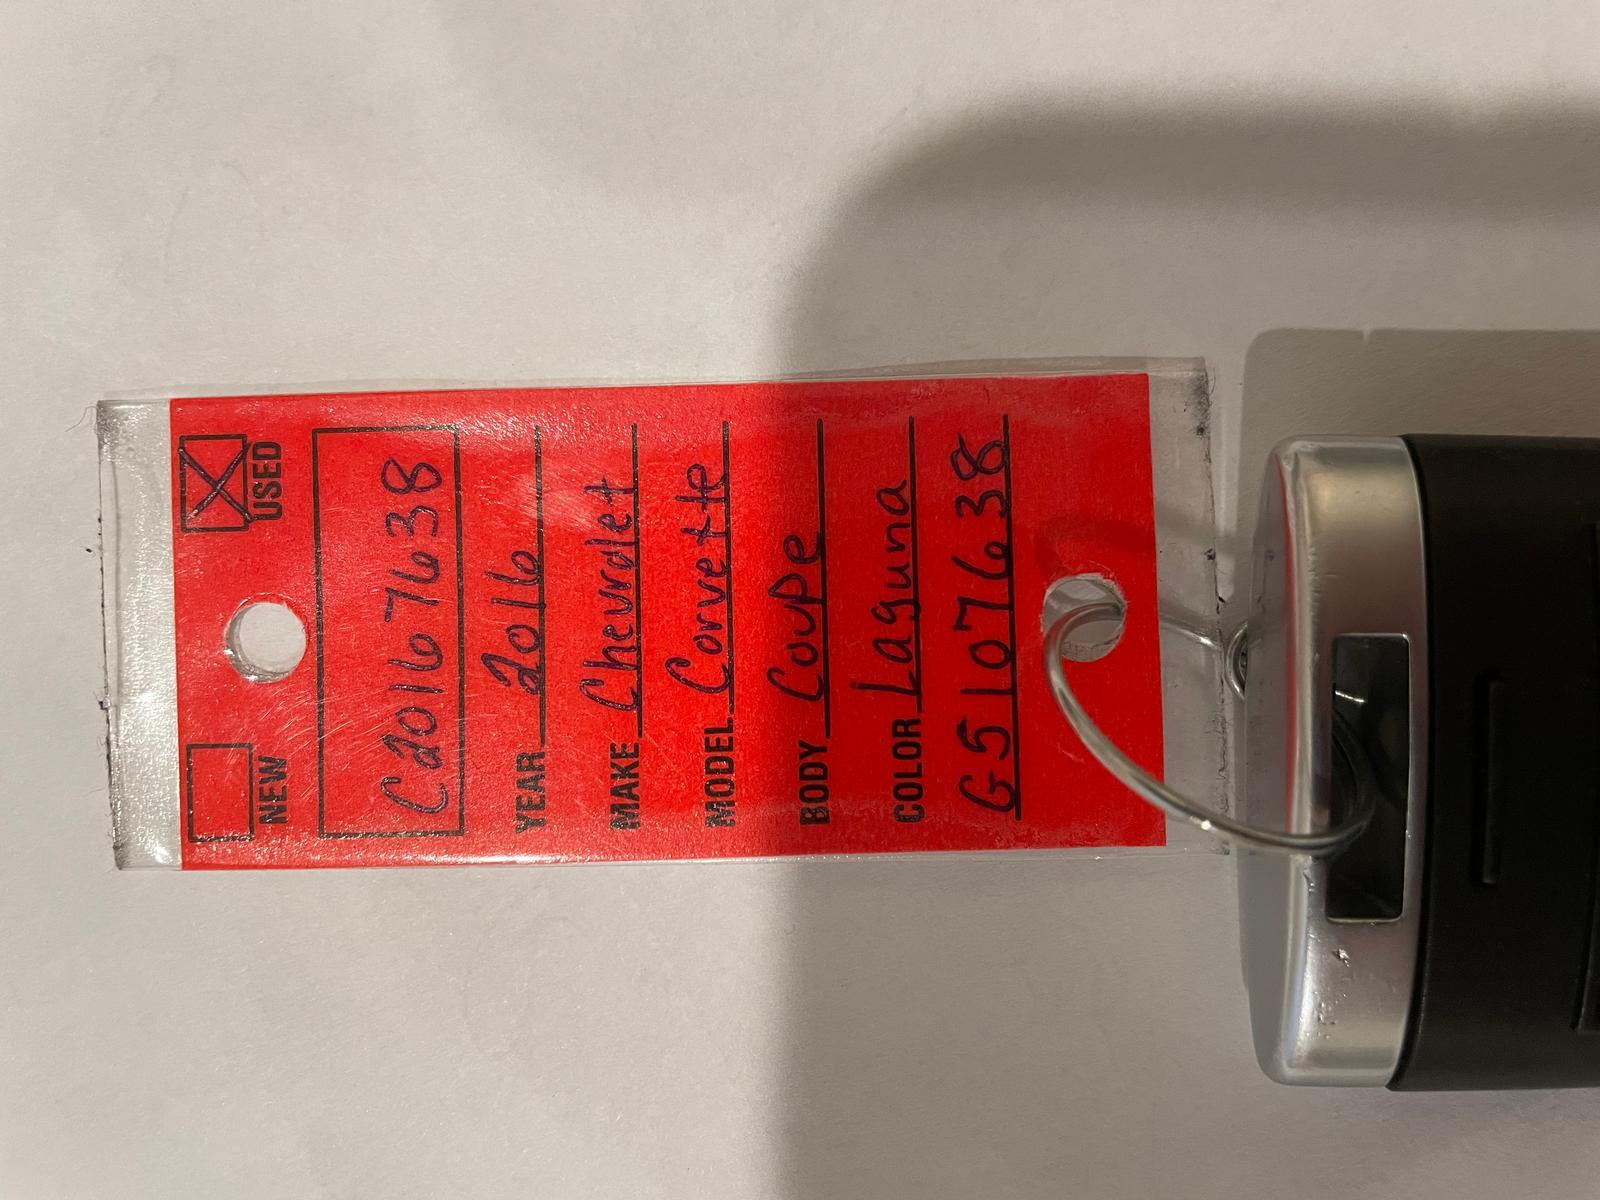 NEW USED
C2016 7638
YEAR 2016
MAKE Chevrolet
MODEL Corvette
BODY Coupe
COLOR Laguna
G5107638